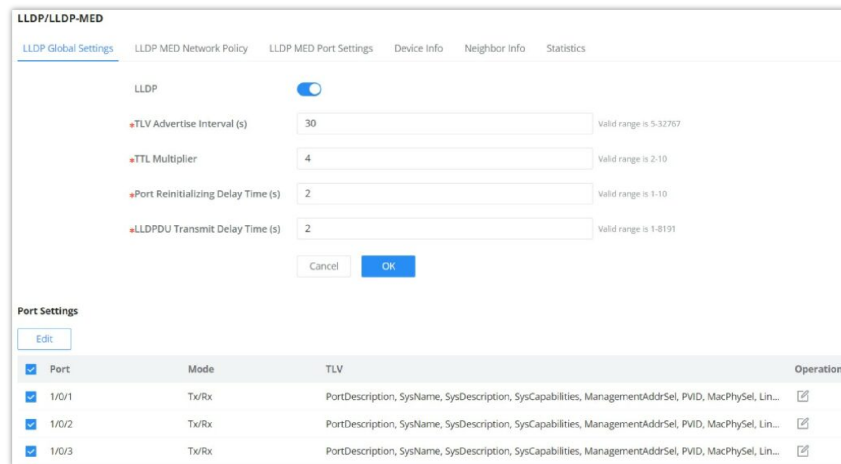 LLDP/LLDP-MED
LLDP Global Settings LLDP MED Network Policy LLDP MED Port Settings Device Info Neighbor Info Statistics
LLDP
*TLV Advertise Interval (s) 30 Valid range is 5-32767
*TTL Multiplier 4 Valid range is 2-10
*Port Reinitializing Delay Time (s) 2 Valid range is 1-10
*LLDPDU Transmit Delay Time (s) 2 Valid range is 1-8191
Cancel OK
Port Settings
Edit
Port Mode TLV Operation
1/0/1 Tx/Rx PortDescription, SysName, SysDescription, SysCapabilities, ManagementAddrSel, PVID, MacPhySel, Lin...
1/0/2 Tx/Rx PortDescription, SysName, SysDescription, SysCapabilities, ManagementAddrSel, PVID, MacPhySel, Lin...
1/0/3 Tx/Rx PortDescription, SysName, SysDescription, SysCapabilities, ManagementAddrSel, PVID, MacPhySel, Lin...